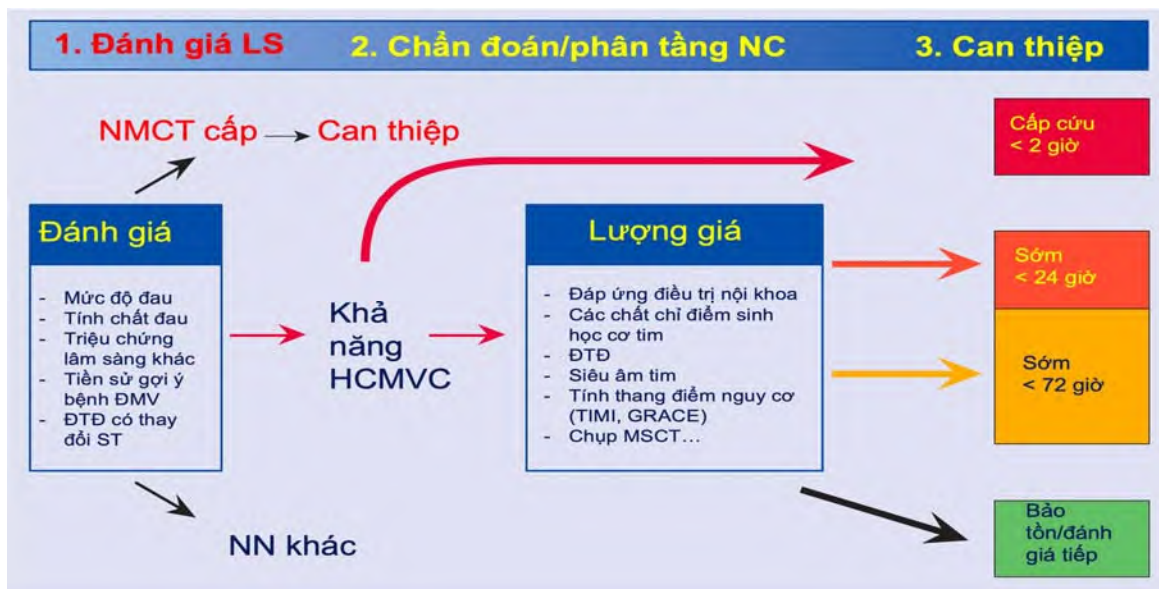 1. Đánh giá LS
2. Chẩn đoán/phân tầng NC
3. Can thiệp
NMCT cấp
Can thiệp
Đánh giá
- Mức độ đau
- Tính chất đau
- Triệu chứng
lâm sàng khác
- Tiền sử gợi ý
bệnh ĐMV
- ĐTĐ có thay
đổi ST
NN khác
Khả
năng
HCMVC
Lượng giá
- Đáp ứng điều trị nội khoa
- Các chất chỉ điểm sinh
học cơ tim
- ĐTĐ
- Siêu âm tim
- Tính thang điểm nguy cơ
(TIMI, GRACE)
- Chụp MSCT...
Cấp cứu
< 2 giờ
Sớm
< 24 giờ
Sớm
< 72 giờ
Bảo
tồn/đánh
giá tiếp